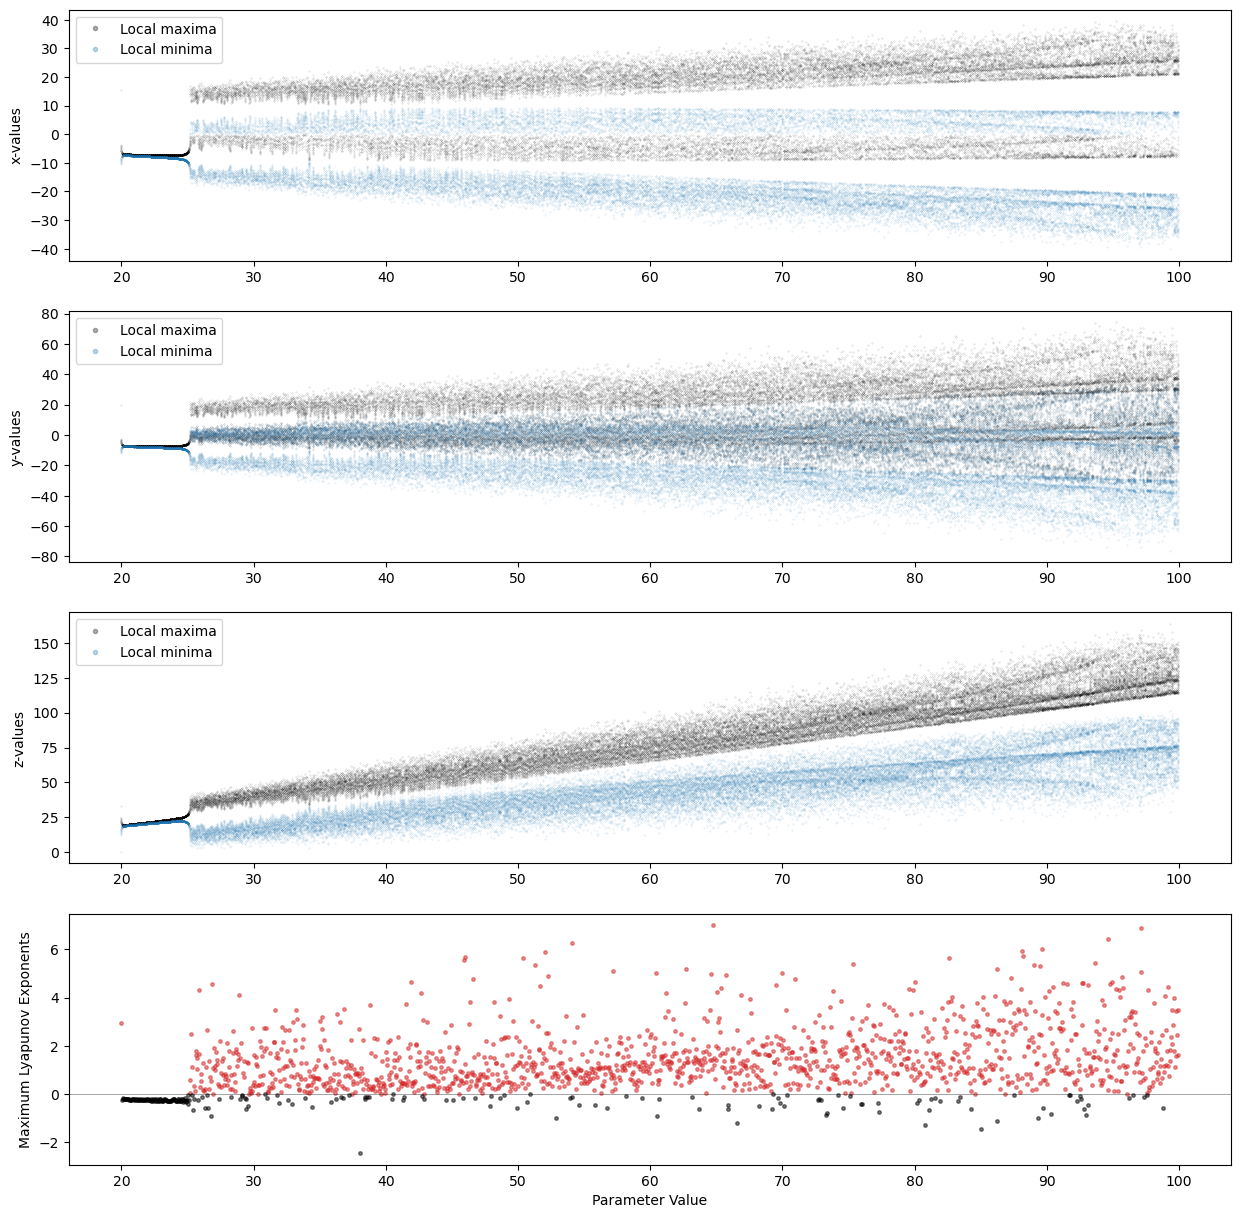 40
30
20
10
0
−10
−20
−30
−40
x-values
Local maxima
Local minima
20 30 40 50 60 70 80 90 100
80
60
40
20
0
−20
−40
−60
−80
y-values
Local maxima
Local minima
20 30 40 50 60 70 80 90 100
150
125
100
75
50
25
0
z-values
Local maxima
Local minima
20 30 40 50 60 70 80 90 100
6
4
2
0
−2
Maximum Lyapunov Exponents
20 30 40 50 60 70 80 90 100
Parameter Value